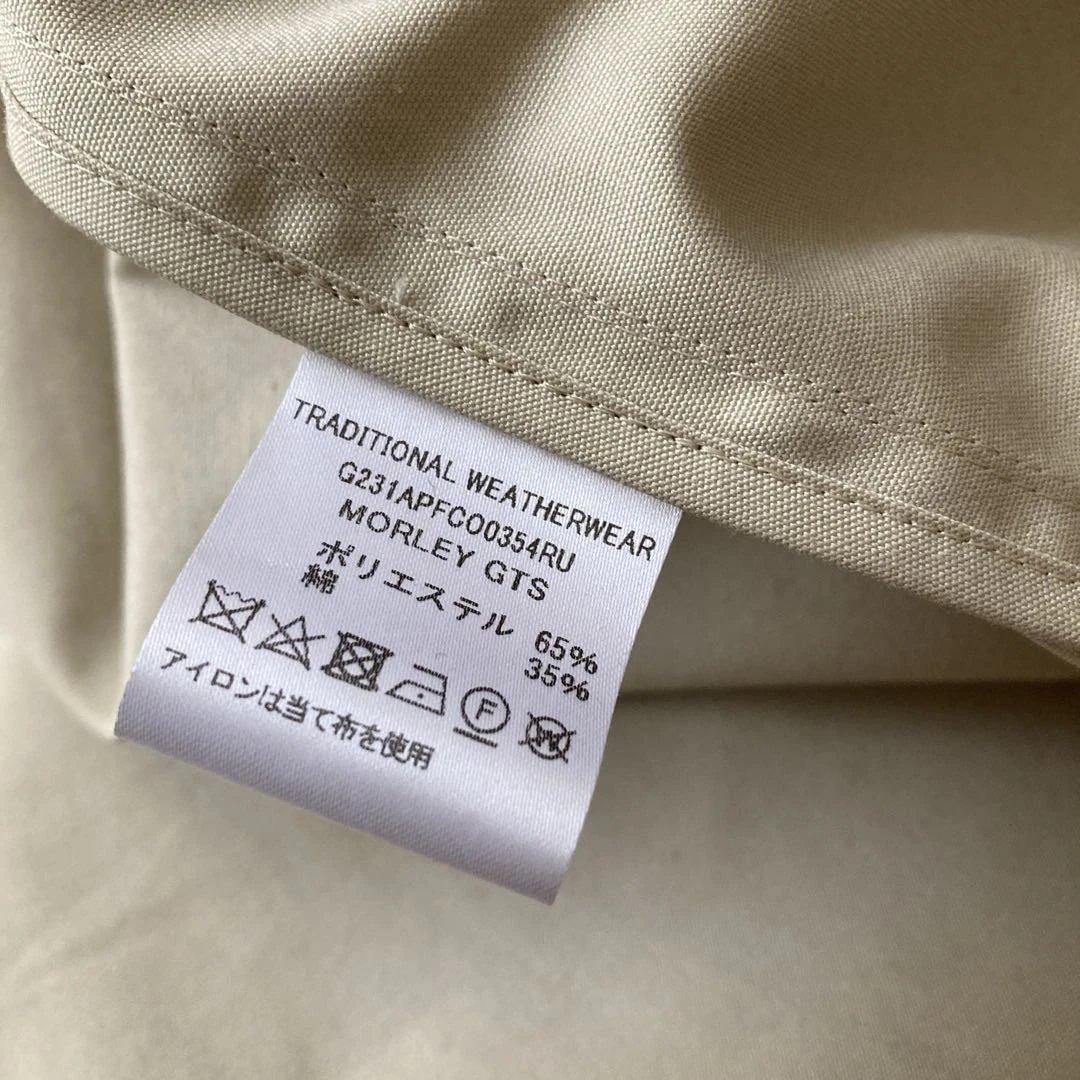 TRADITIONAL WEATHERWEAR
G231APFCO0354RU
MORLEY GTS
ポリエステル 65%
綿 35%
F W
アイロンは当て布を使用